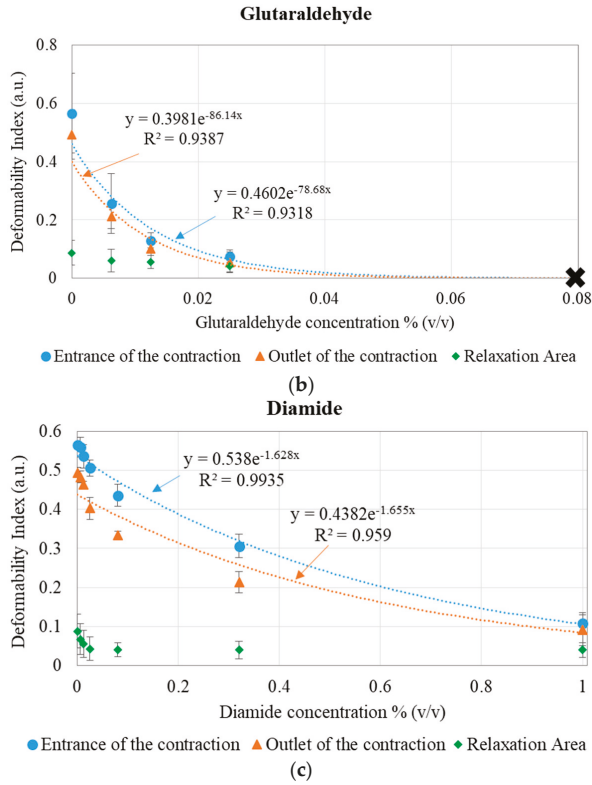 Glutaraldehyde
Deformability Index (a.u.)
0.8
0.6
0.4
0.2
0
y = 0.3981e^-86.14x
R² = 0.9387
y = 0.4602e^-78.68x
R² = 0.9318
0 0.02 0.04 0.06 0.08
Glutaraldehyde concentration % (v/v)
Entrance of the contraction Outlet of the contraction Relaxation Area
(b)
Diamide
Deformability Index (a.u.)
0.6
0.5
0.4
0.3
0.2
0.1
0
y = 0.538e^-1.628x
R² = 0.9935
y = 0.4382e^-1.655x
R² = 0.959
0 0.2 0.4 0.6 0.8 1
Diamide concentration % (v/v)
Entrance of the contraction Outlet of the contraction Relaxation Area
(c)